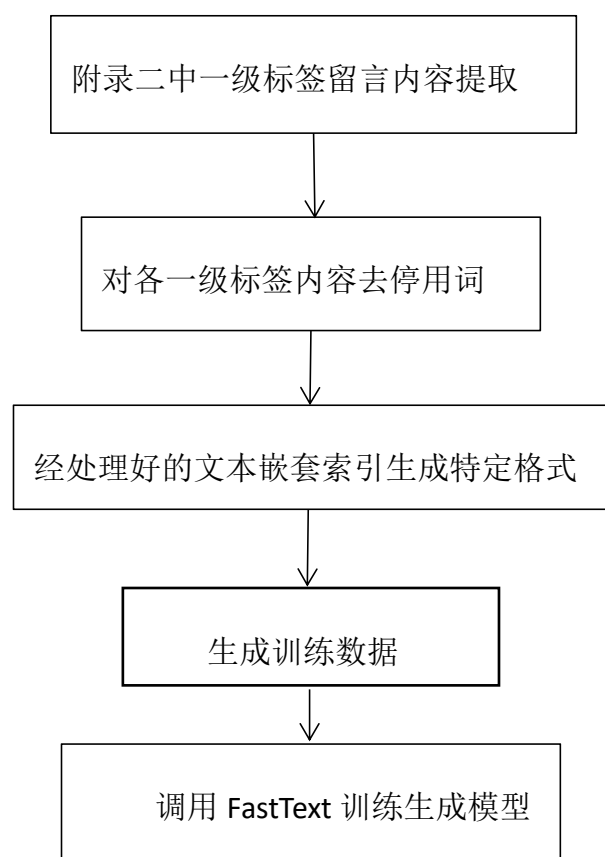 附录二中一级标签留言内容提取
对各一级标签内容去停用词
经处理好的文本嵌套索引生成特定格式
生成训练数据
调用 FastText 训练生成模型